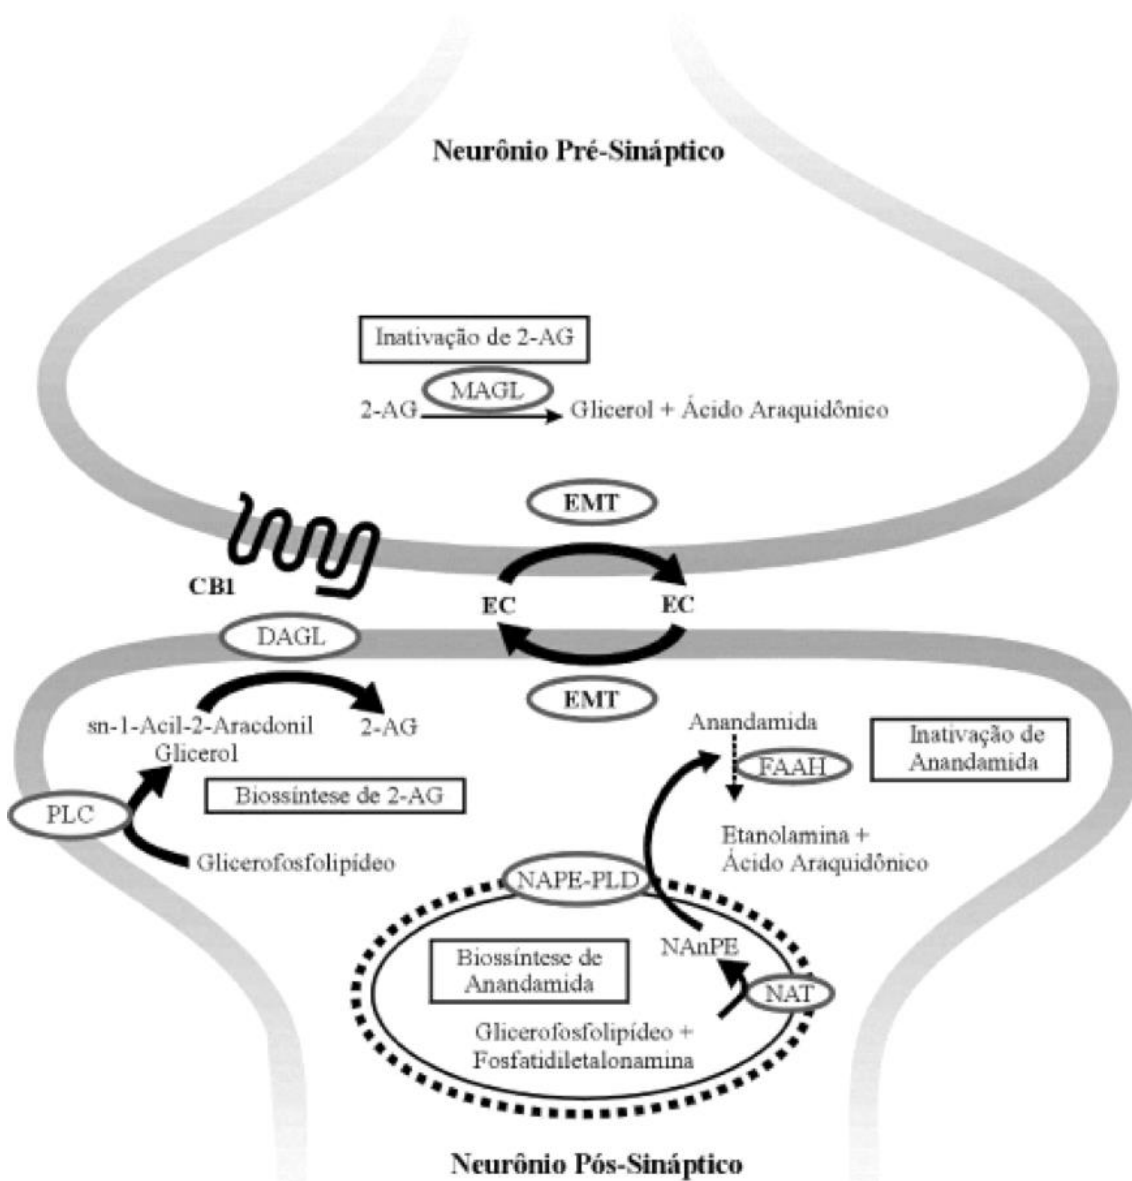 Neurônio Pré-Sináptico
Inativação de 2-AG
MAGL
2-AG
Glicerol + Ácido Araquidônico
EMT
CB1
EC
EC
DAGL
EMT
sn-1-Acil-2-Aracdonil
Glicerol
2-AG
Anandamida
FAAH
Inativação de
Anandamida
Biossíntese de 2-AG
PLC
Glicerofosfolipídeo
Etanolamina +
Ácido Araquidônico
NAPE-PLD
NAnPE
Biossíntese de
Anandamida
NAT
Glicerofosfolipídeo +
Fosfatidiletalonamina
Neurônio Pós-Sináptico